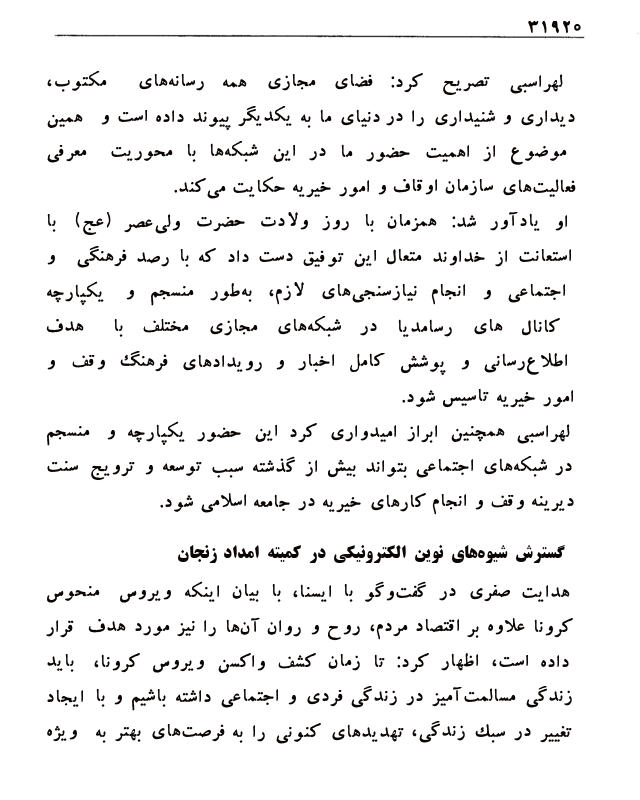 ۳۱۹۲۵
لهراسبی تصریح کرد: فضای مجازی همه رسانه‌های مکتوب،
دیداری و شنیداری را در دنیای ما به یکدیگر پیوند داده است و همین
موضوع از اهمیت حضور ما در این شبکه‌ها با محوریت معرفی
فعالیت‌های سازمان اوقاف و امور خیریه حکایت می‌کند.
او یادآور شد: همزمان با روز ولادت حضرت ولی‌عصر (عج) با
استعانت از خداوند متعال این توفیق دست داد که با رصد فرهنگی و
اجتماعی و انجام نیازسنجی‌های لازم، به‌طور منسجم و یکپارچه
کانال های رسامدیا در شبکه‌های مجازی مختلف با هدف
اطلاع‌رسانی و پوشش کامل اخبار و رویدادهای فرهنگ وقف و
امور خیریه تاسیس شود.
لهراسبی همچنین ابراز امیدواری کرد این حضور یکپارچه و منسجم
در شبکه‌های اجتماعی بتواند بیش از گذشته سبب توسعه و ترویج سنت
دیرینه وقف و انجام کارهای خیریه در جامعه اسلامی شود.
گسترش شیوه‌های نوین الکترونیکی در کمیته امداد زنجان
هدایت صفری در گفت‌وگو با ایسنا، با بیان اینکه ویروس منحوس
کرونا علاوه بر اقتصاد مردم، روح و روان آن‌ها را نیز مورد هدف قرار
داده است، اظهار کرد: تا زمان کشف واکسن ویروس کرونا، باید
زندگی مسالمت‌آمیز در زندگی فردی و اجتماعی داشته باشیم و با ایجاد
تغییر در سبک زندگی، تهدیدهای کنونی را به فرصت‌های بهتر به ویژه